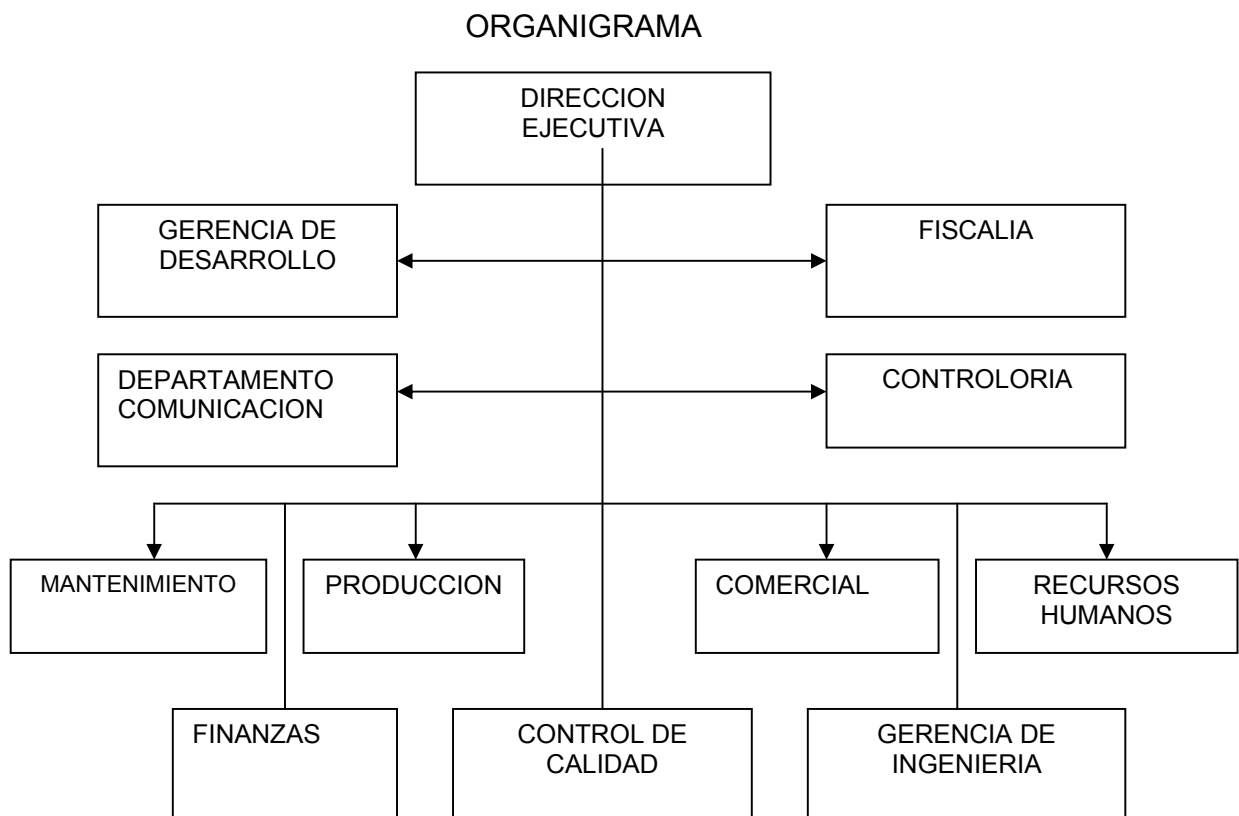 ORGANIGRAMA
DIRECCION
EJECUTIVA
GERENCIA DE
DESARROLLO
FISCALIA
DEPARTAMENTO
COMUNICACION
CONTROLORIA
MANTENIMIENTO
PRODUCCION
COMERCIAL
RECURSOS
HUMANOS
FINANZAS
CONTROL DE
CALIDAD
GERENCIA DE
INGENIERIA